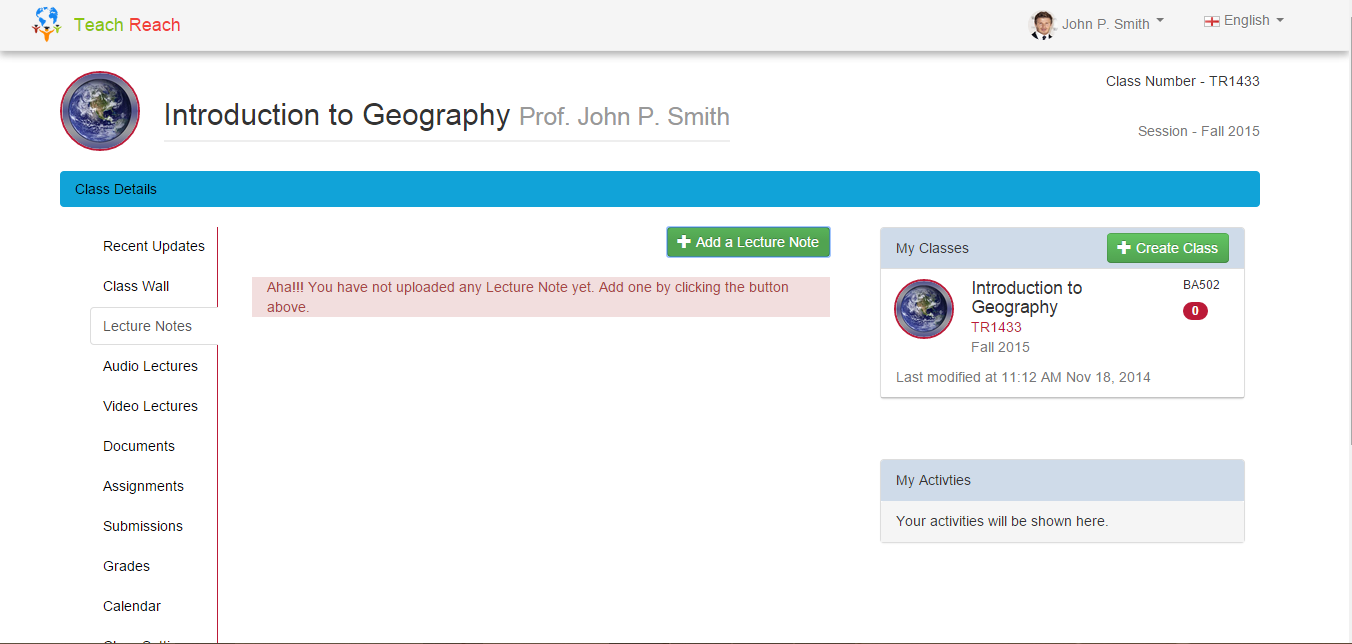 Teach Reach
John P. Smith
English
Class Number - TR1433
Introduction to Geography Prof. John P. Smith
Session - Fall 2015
Class Details
Recent Updates
Class Wall
Lecture Notes
Audio Lectures
Video Lectures
Documents
Assignments
Submissions
Grades
Calendar
Add a Lecture Note
Aha!!! You have not uploaded any Lecture Note yet. Add one by clicking the button
above.
My Classes
Create Class
Introduction to
Geography
BA502
0
TR1433
Fall 2015
Last modified at 11:12 AM Nov 18, 2014
My Activties
Your activities will be shown here.